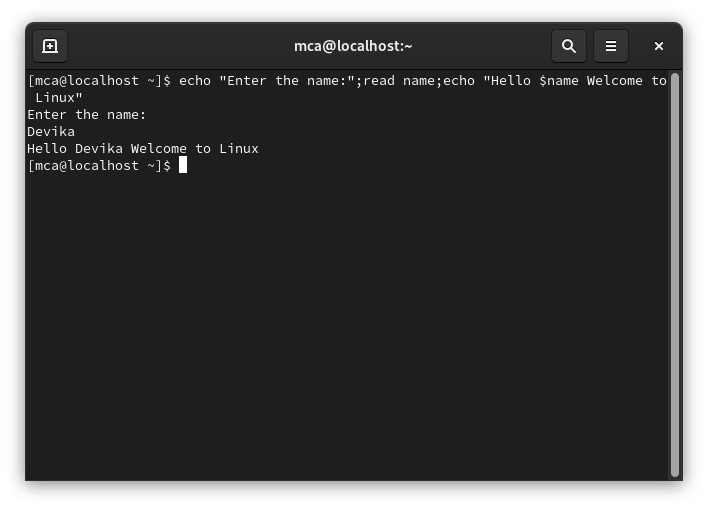 mca@localhost:~
[mca@localhost ~]$ echo "Enter the name:";read name;echo "Hello $name Welcome to
 Linux"
Enter the name:
Devika
Hello Devika Welcome to Linux
[mca@localhost ~]$